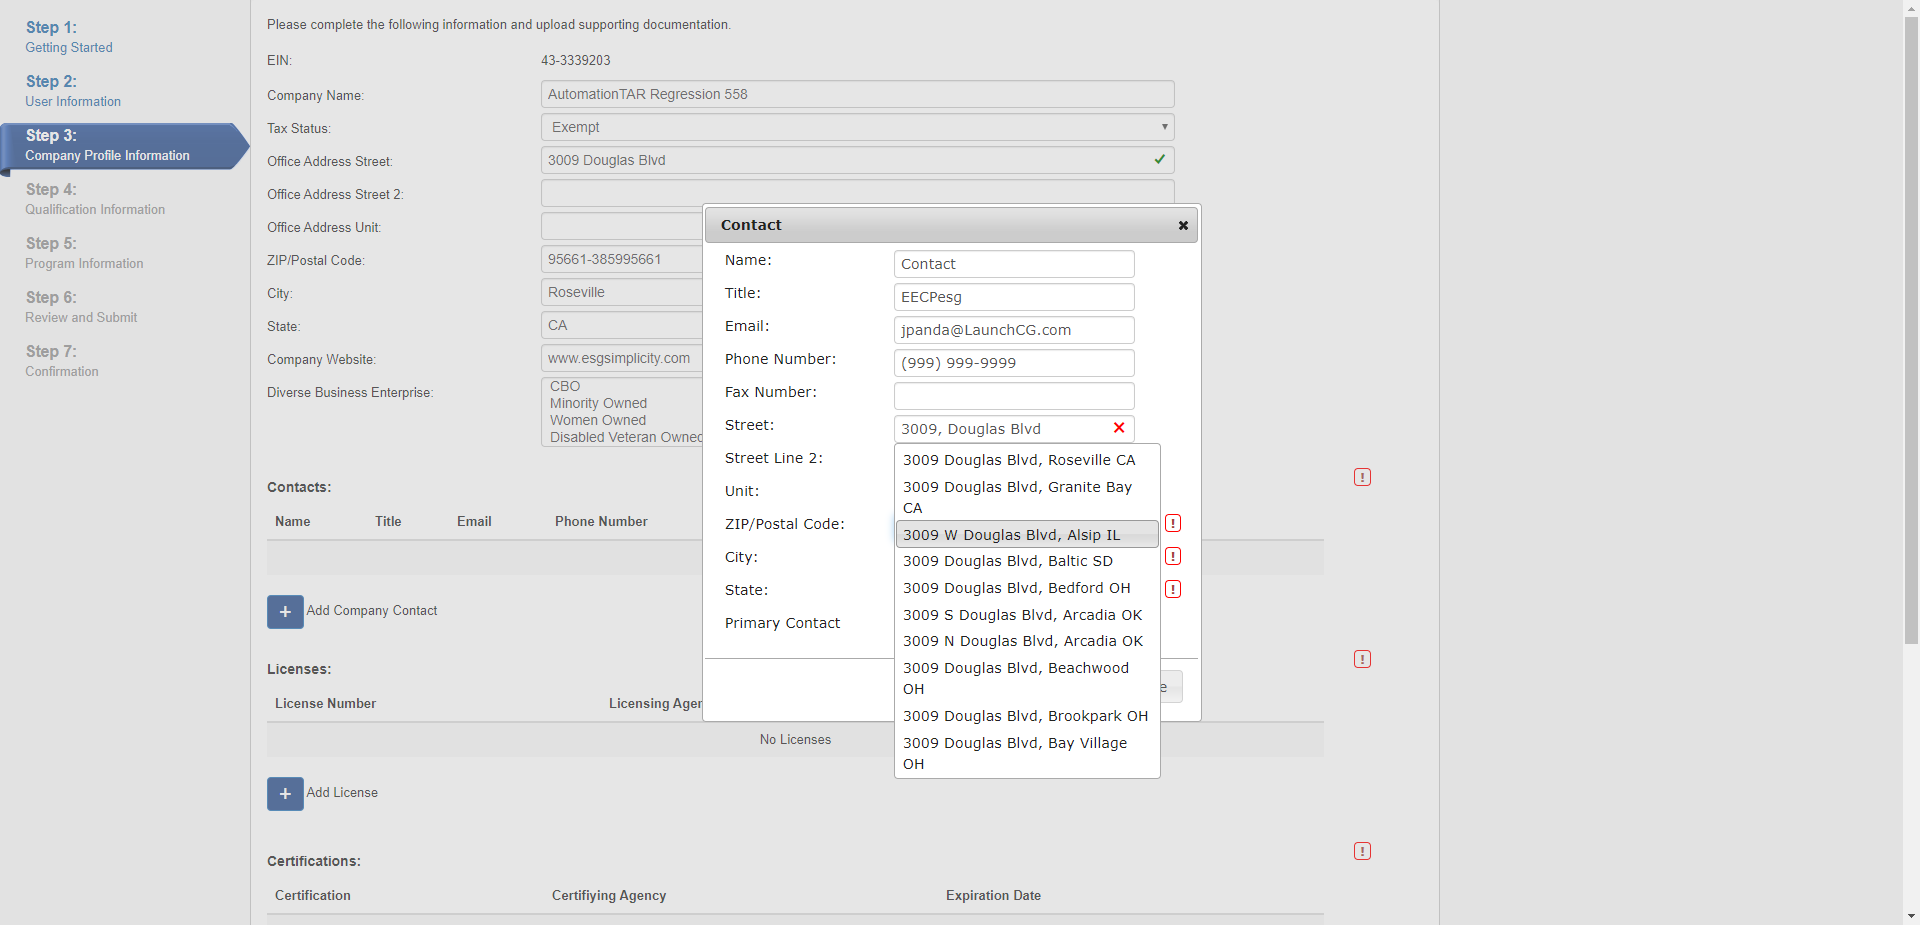 Step 1:
Getting Started
Step 2:
User Information
Step 3:
Company Profile Information
Step 4:
Qualification Information
Step 5:
Program Information
Step 6:
Review and Submit
Step 7:
Confirmation
Please complete the following information and upload supporting documentation.
EIN: 43-3339203
Company Name: AutomationTAR Regression 558
Tax Status: Exempt
Office Address Street: 3009 Douglas Blvd
Office Address Street 2:
Office Address Unit:
ZIP/Postal Code: 95661-385995661
City: Roseville
State: CA
Company Website: www.esgsimplicity.com
Diverse Business Enterprise: CBO
Minority Owned
Women Owned
Disabled Veteran Owned
Contacts:
Name Title Email Phone Number
+ Add Company Contact
Licenses:
License Number Licensing Agen
No Licenses
+ Add License
Certifications:
Certification Certifiying Agency Expiration Date
Contact
Name: Contact
Title: EECPesg
Email: jpanda@LaunchCG.com
Phone Number: (999) 999-9999
Fax Number:
Street: 3009, Douglas Blvd
Street Line 2:
Unit:
ZIP/Postal Code: !
City: !
State: !
Primary Contact
3009 Douglas Blvd, Roseville CA
3009 Douglas Blvd, Granite Bay
CA
3009 W Douglas Blvd, Alsip IL
3009 Douglas Blvd, Baltic SD
3009 Douglas Blvd, Bedford OH
3009 S Douglas Blvd, Arcadia OK
3009 N Douglas Blvd, Arcadia OK
3009 Douglas Blvd, Beachwood
OH
3009 Douglas Blvd, Brookpark OH
3009 Douglas Blvd, Bay Village
OH
e
!
!
!